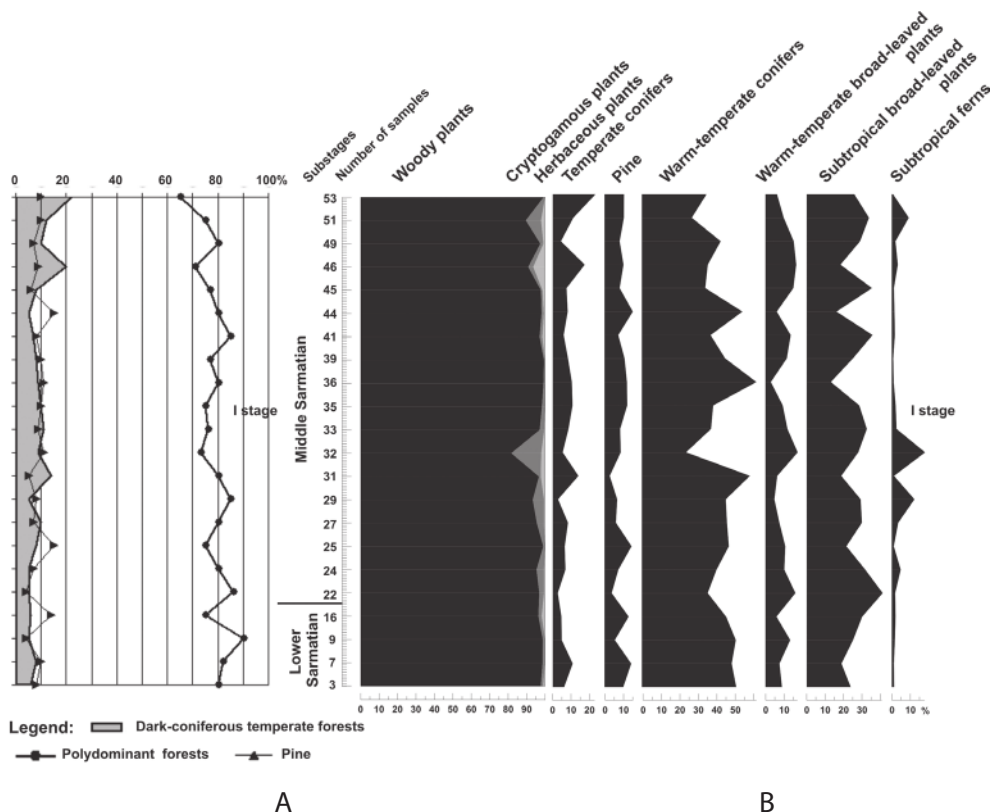 Substages
Number of samples
Woody plants
Cryptogamous plants
Herbaceous plants
Temperate conifers
Pine
Warm-temperate conifers
Warm-temperate broad-leaved
plants
Subtropical broad-leaved
plants
Subtropical ferns
0 20 40 60 80 100%
53
51
49
46
45
44
41
39
36
35
33
32
31
29
27
25
24
22
16
9
7
3
I stage
Middle Sarmatian
I stage
Lower
Sarmatian
0 10 20 30 40 50 60 70 80 90 0 10 20 0 10 0 10 20 30 40 50 0 10 0 10 20 30 0 10 %
Legend: Dark-coniferous temperate forests
Polydominant forests Pine
A B